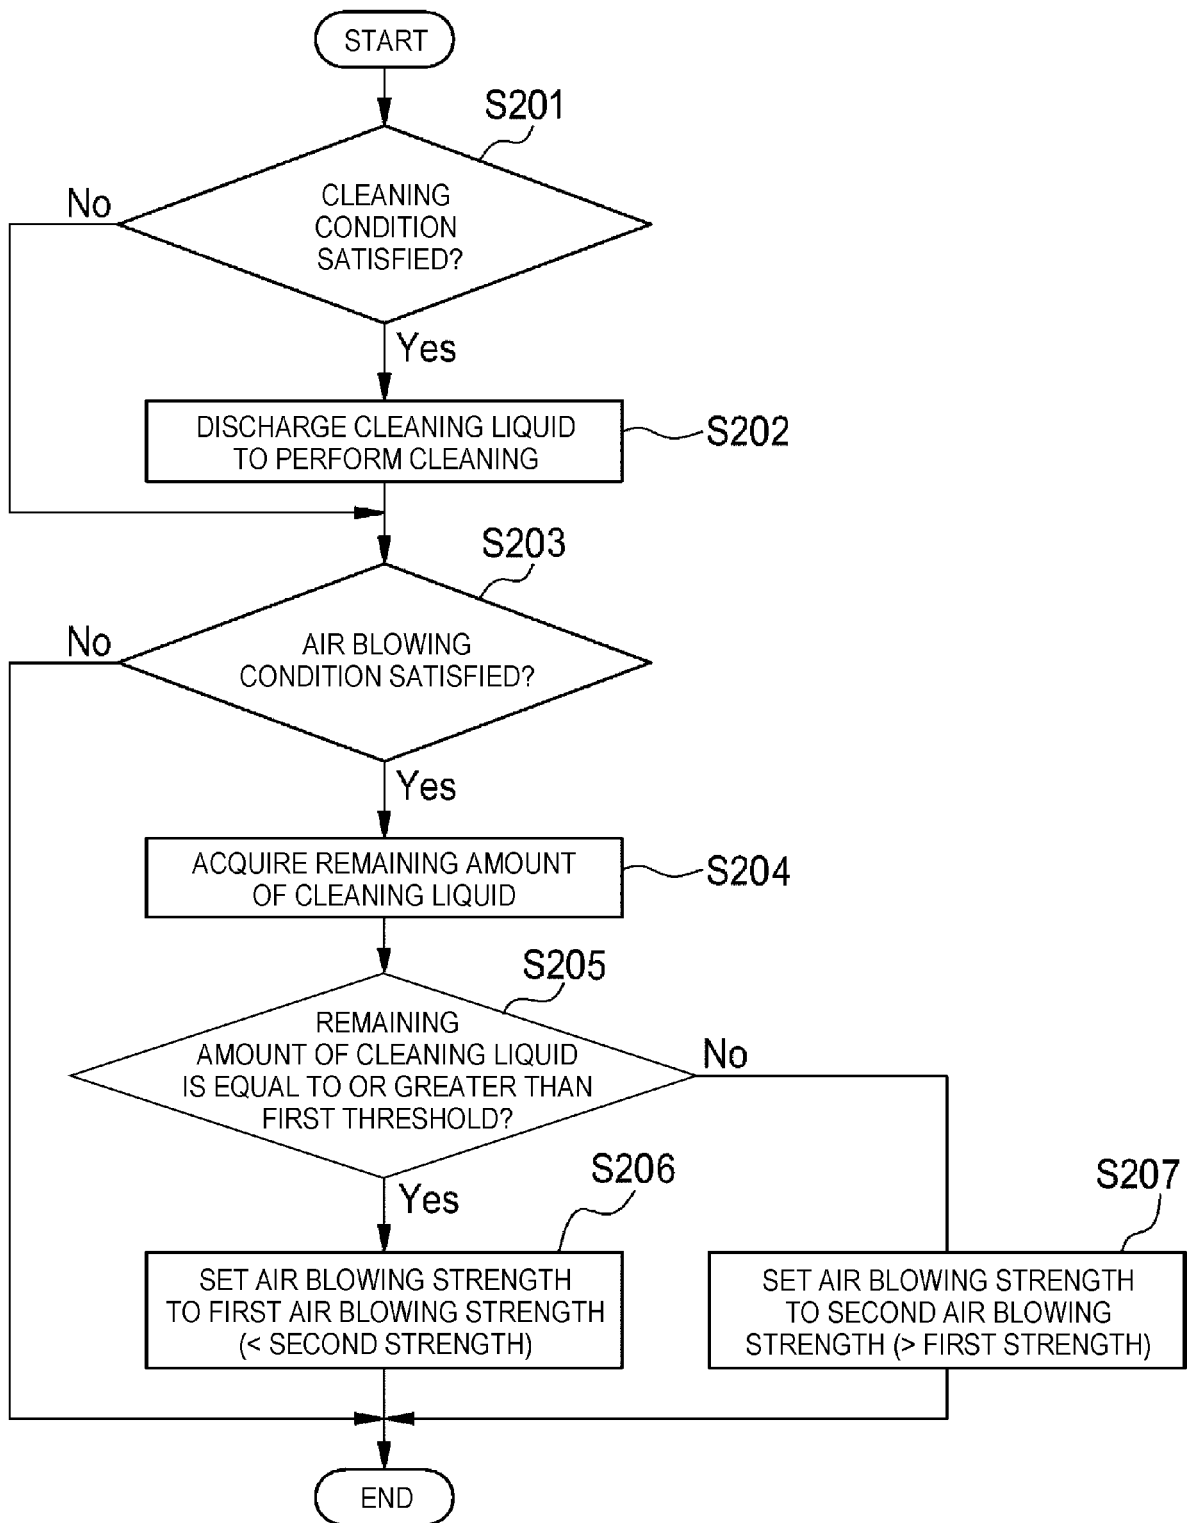 START
S201
CLEANING
CONDITION
SATISFIED?
No
Yes
DISCHARGE CLEANING LIQUID
TO PERFORM CLEANING
S202
S203
AIR BLOWING
CONDITION SATISFIED?
No
Yes
ACQUIRE REMAINING AMOUNT
OF CLEANING LIQUID
S204
S205
REMAINING
AMOUNT OF CLEANING LIQUID
IS EQUAL TO OR GREATER THAN
FIRST THRESHOLD?
No
Yes
S206
SET AIR BLOWING STRENGTH
TO FIRST AIR BLOWING STRENGTH
(< SECOND STRENGTH)
S207
SET AIR BLOWING STRENGTH
TO SECOND AIR BLOWING
STRENGTH (> FIRST STRENGTH)
END